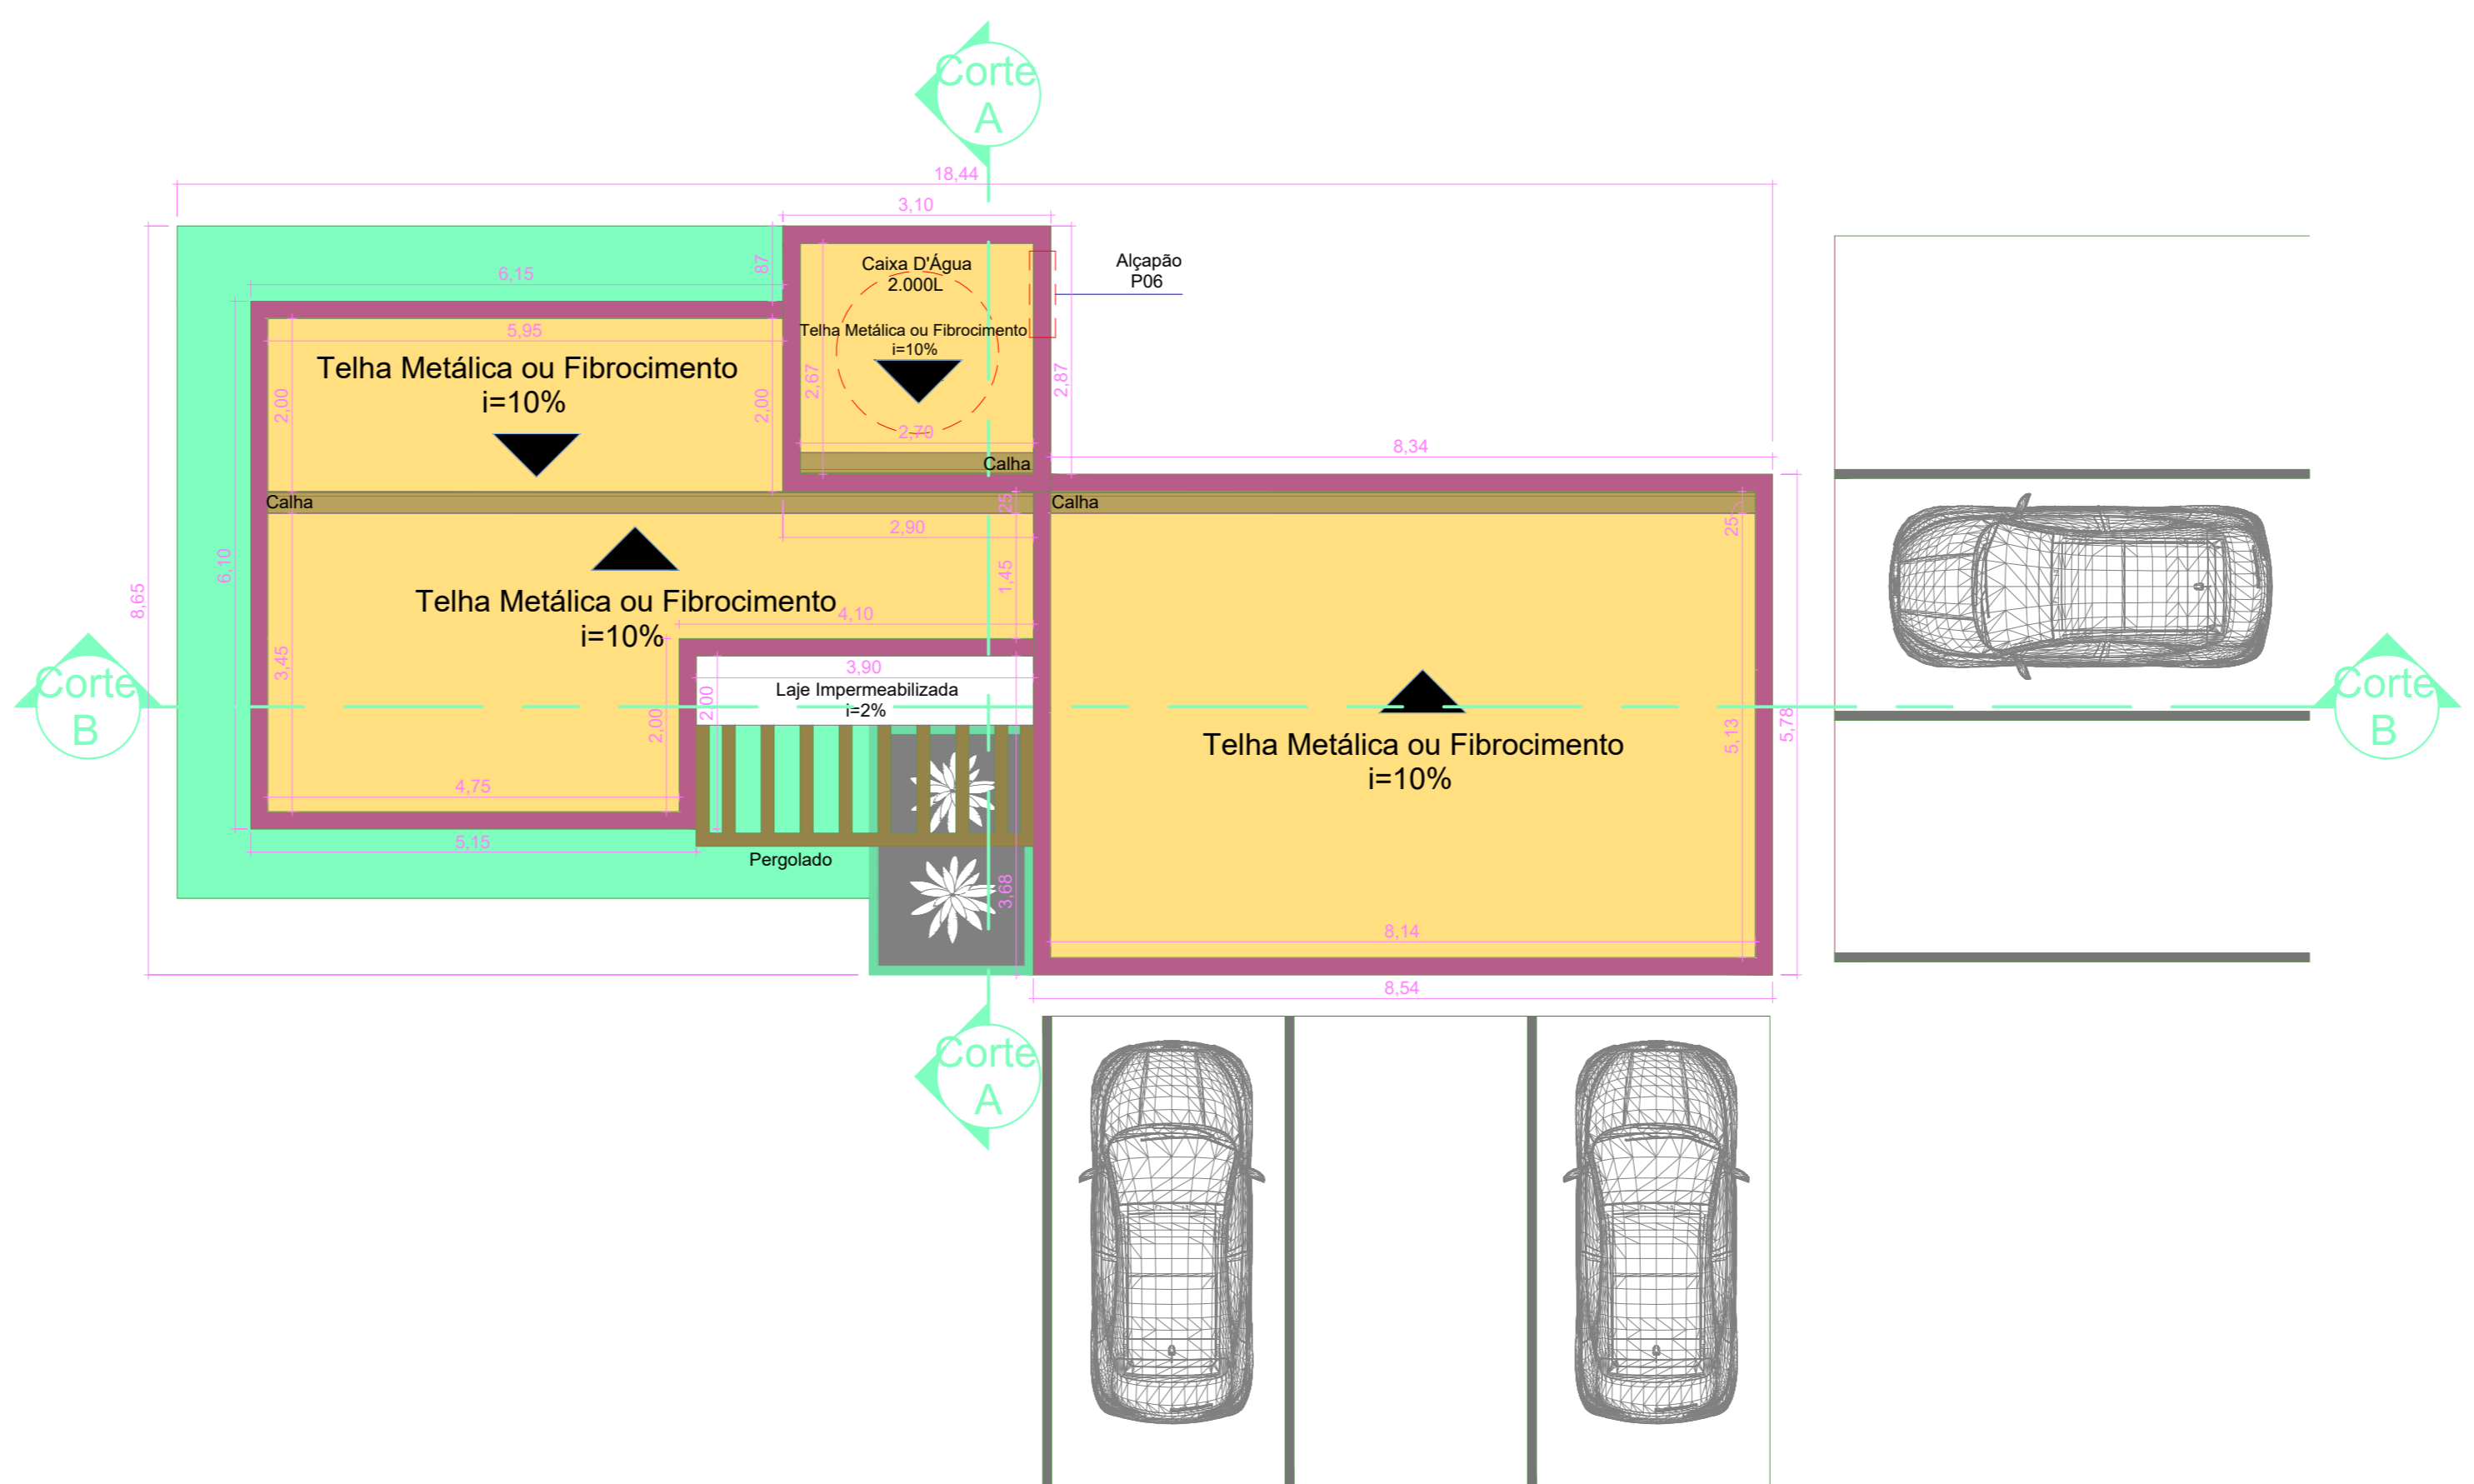 Corte
A
18,44
3,10
Alçapão
P06
Caixa D'Água
2.000L
87
6,15
5,95
Telha Metálica ou Fibrocimento
i=10%
Telha Metálica ou Fibrocimento
i=10%
2,00
2,00
2,67
2,87
2,70
8,34
Calha
Calha
Calha
25
25
2,90
6,10
8,65
1,45
Telha Metálica ou Fibrocimento
i=10%
4,10
3,45
3,90
Laje Impermeabilizada
i=2%
2,00
2,00
Corte
B
Corte
B
Telha Metálica ou Fibrocimento
i=10%
5,13
5,78
4,75
5,15
Pergolado
3,68
8,14
8,54
Corte
A